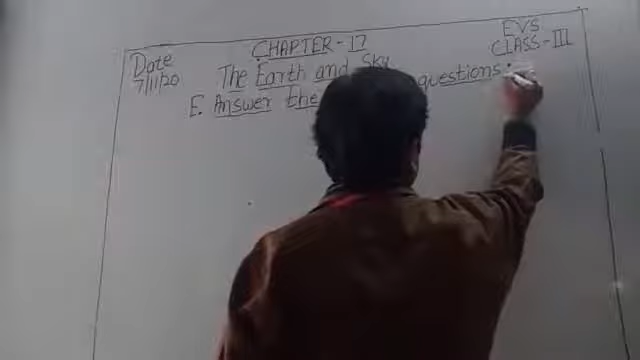 EVS
CHAPTER-17
CLASS-III
Date
7/11/20
The Earth and Sky
E. Answer the questions: